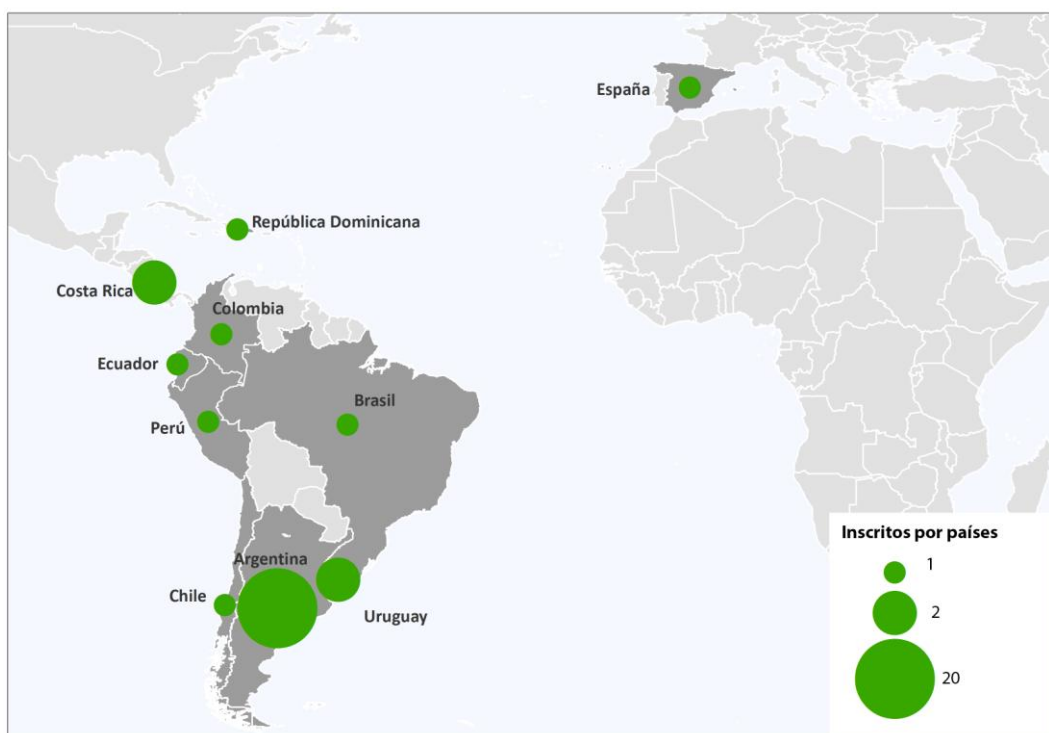 España
República Dominicana
Costa Rica
Colombia
Ecuador
Brasil
Perú
Argentina
Chile
Uruguay
Inscritos por países
1
2
20